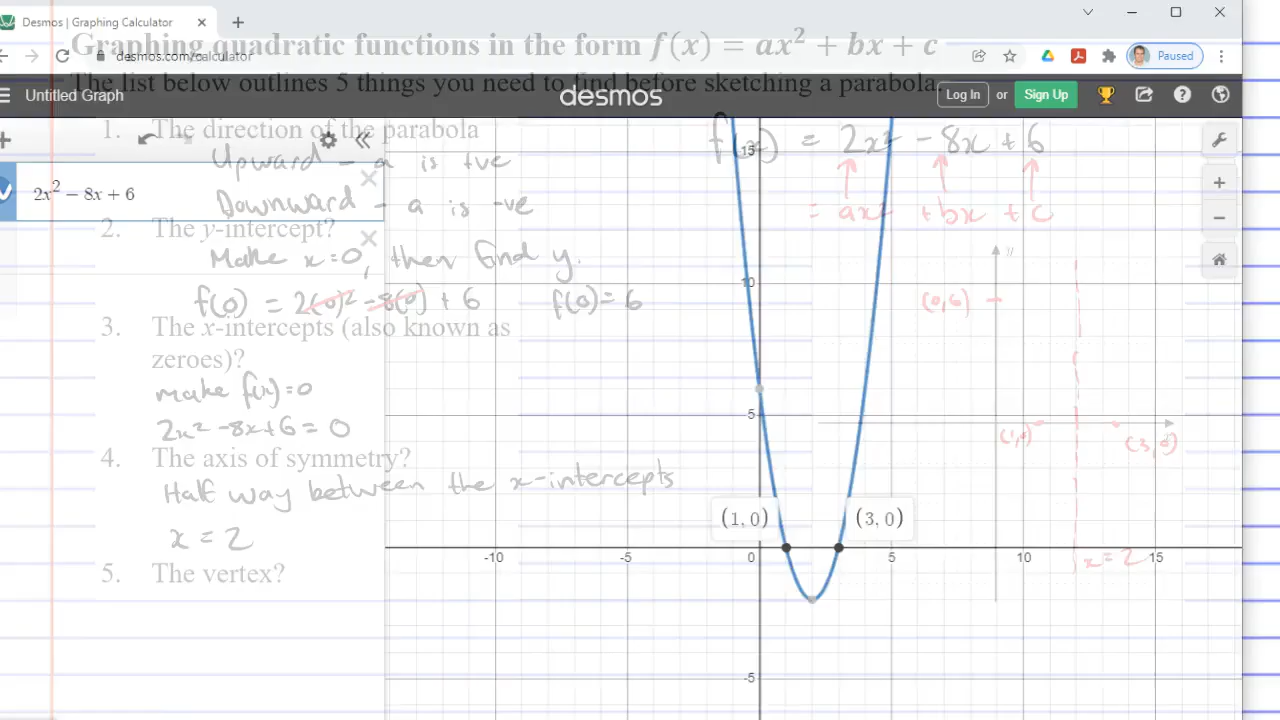 Desmos | Graphing Calculator
Graphing quadratic functions in the form f(x) = ax² + bx + c
desmos.com/calculator
Paused
The list below outlines 5 things you need to find before sketching a parabola.
Untitled Graph
desmos
Log In or Sign Up
1. The direction of the parabola
Upward - a is +ve
Downward - a is -ve
2x² − 8x + 6
f(x) = 2x² - 8x + 6
= ax² + bx + c
2. The y-intercept?
Make x=0, then find y.
f(0) = 2(0)² - 8(0) + 6 f(0) = 6
3. The x-intercepts (also known as
zeroes)?
make f(x)=0
2x² - 8x + 6 = 0
4. The axis of symmetry?
Half way between the x-intercepts
x = 2
5. The vertex?
y
(0,6)
(1,0)
(3,0)
x = 2
15
10
5
(1, 0)
(3, 0)
-10
-5
0
5
10
15
-5